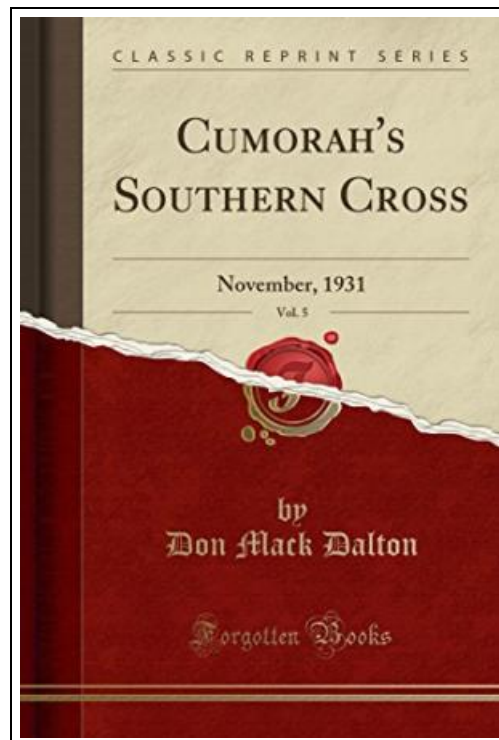 CLASSIC REPRINT SERIES
CUMORAH'S
SOUTHERN CROSS
November, 1931
Vol. 5
by
Don Mack Dalton
Forgotten Books